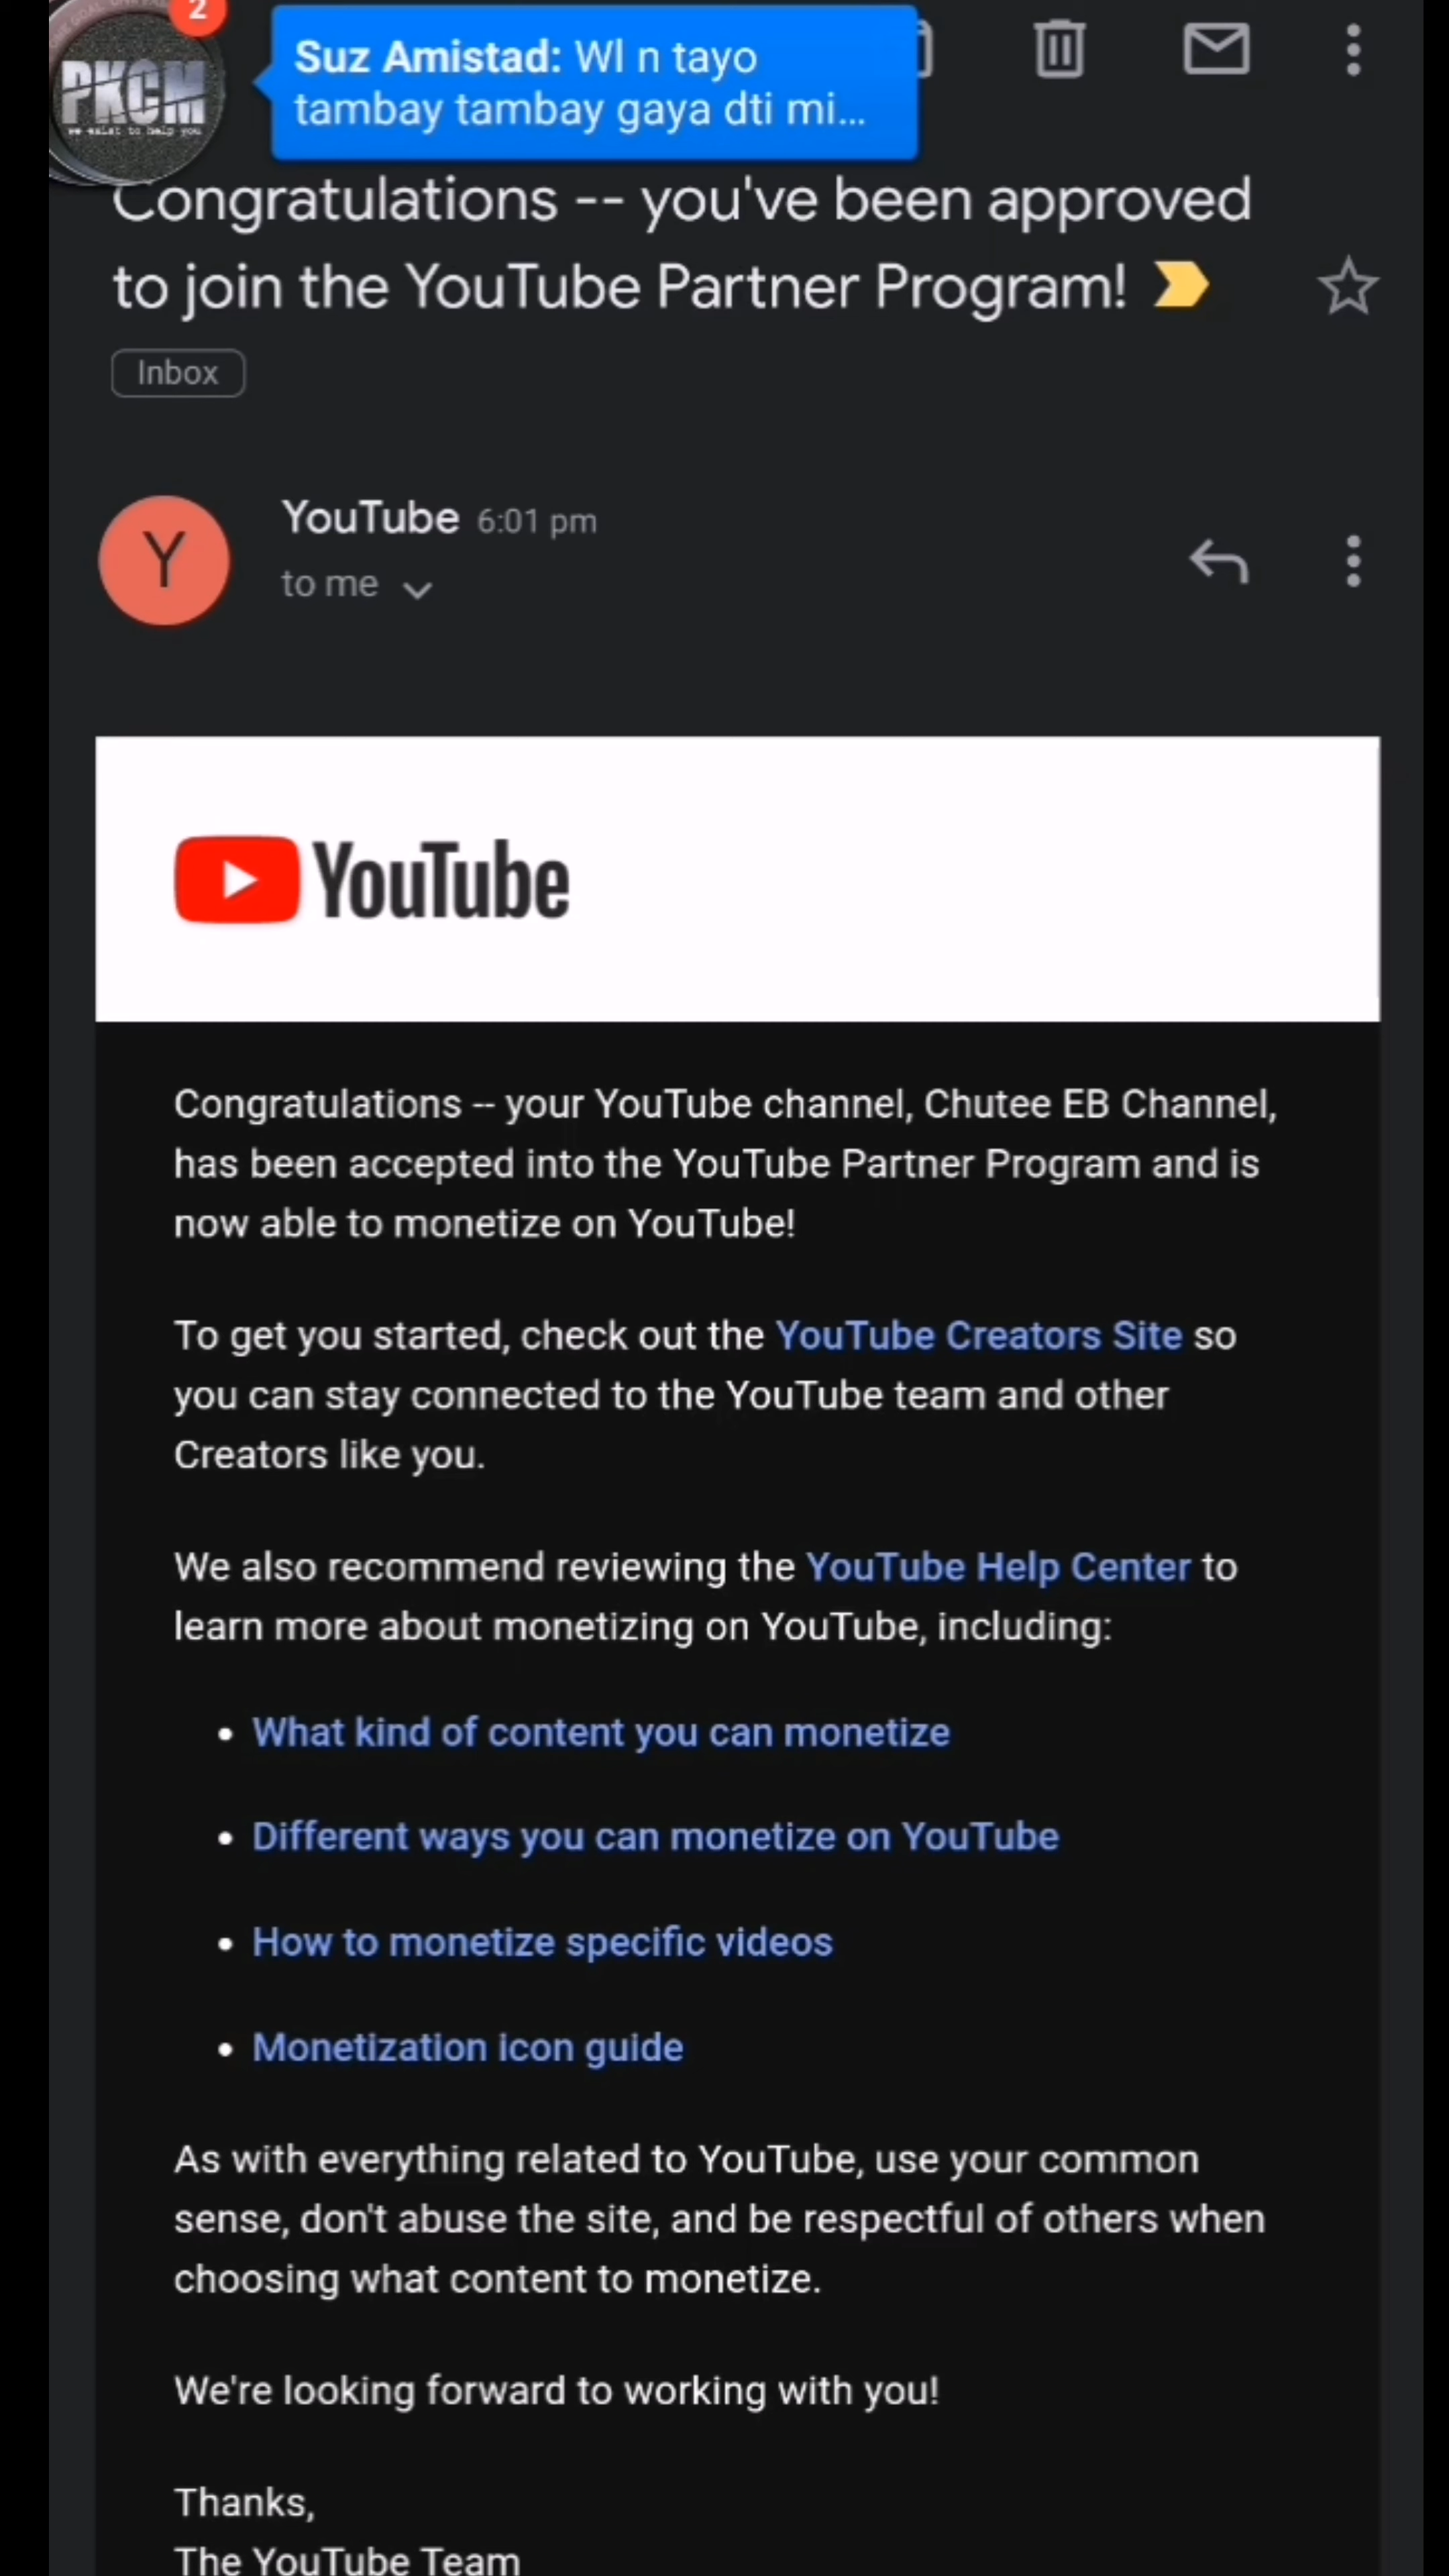 2
PKCM
we exist to help you
Suz Amistad: Wl n tayo
tambay tambay gaya dti mi...
Congratulations -- you've been approved
to join the YouTube Partner Program!
Inbox
Y
YouTube 6:01 pm
to me
YouTube
Congratulations -- your YouTube channel, Chutee EB Channel,
has been accepted into the YouTube Partner Program and is
now able to monetize on YouTube!
To get you started, check out the YouTube Creators Site so
you can stay connected to the YouTube team and other
Creators like you.
We also recommend reviewing the YouTube Help Center to
learn more about monetizing on YouTube, including:
• What kind of content you can monetize
• Different ways you can monetize on YouTube
• How to monetize specific videos
• Monetization icon guide
As with everything related to YouTube, use your common
sense, don't abuse the site, and be respectful of others when
choosing what content to monetize.
We're looking forward to working with you!
Thanks,
The YouTube Team